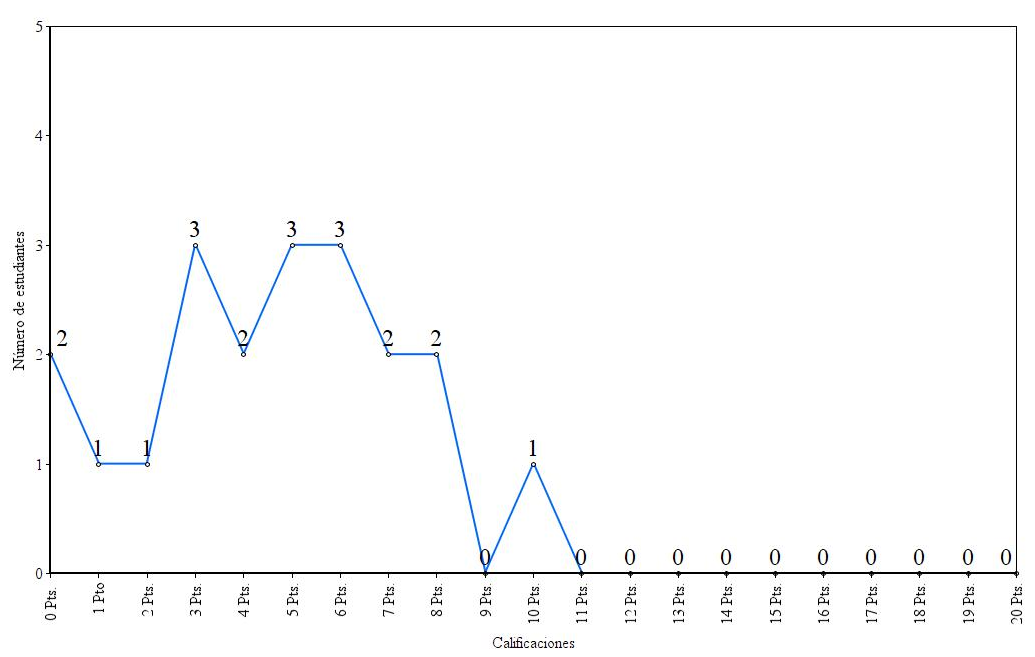 5
4
3
2
1
0
Número de estudiantes
2
1
1
3
2
3
3
2
2
0
1
0
0
0
0
0
0
0
0
0
0
0 Pts.
1 Pto
2 Pts.
3 Pts.
4 Pts.
5 Pts.
6 Pts.
7 Pts.
8 Pts.
9 Pts.
10 Pts.
11 Pts.
12 Pts.
13 Pts.
14 Pts.
15 Pts.
16 Pts.
17 Pts.
18 Pts.
19 Pts.
20 Pts.
Calificaciones